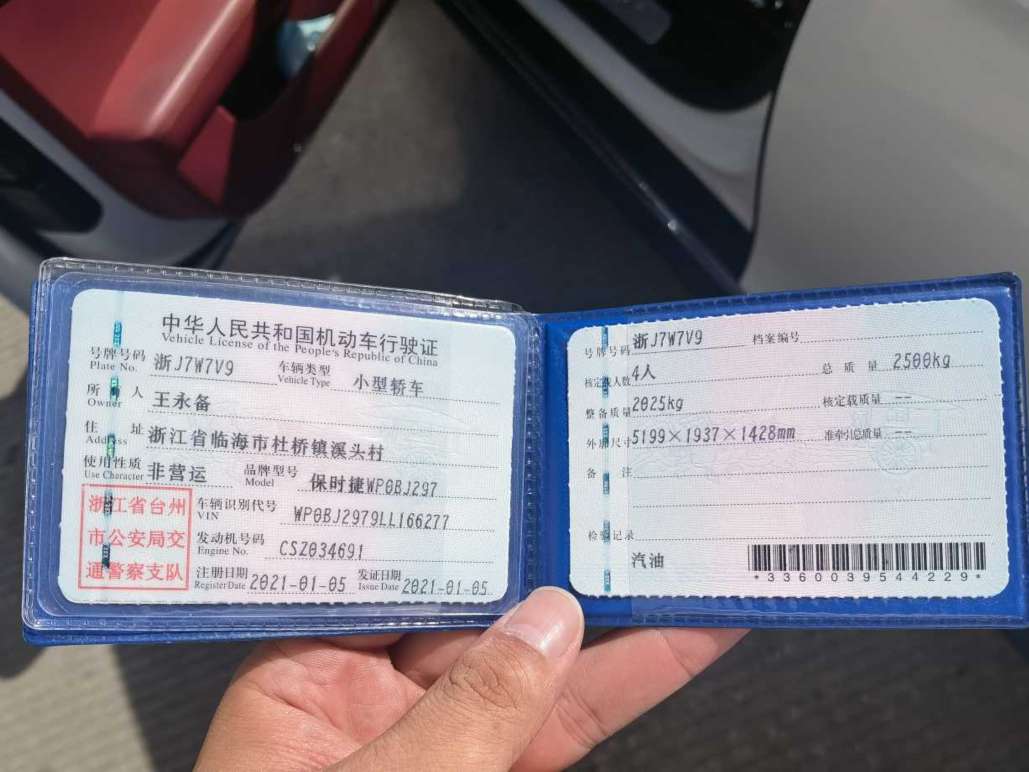 中华人民共和国机动车行驶证
Vehicle License of the People's Republic of China
号牌号码 浙J7W7V9 车辆类型 小型轿车
Plate No. Vehicle Type
所有人 王永备
Owner
住址 浙江省临海市杜桥镇溪头村
Address
使用性质 非营运 品牌型号 保时捷WP0BJ297
Use Character Model
浙江省台州
市公安局交
通警察支队
车辆识别代号 WP0BJ2979LL166277
VIN
发动机号码 CSZ034691
Engine No.
注册日期 2021-01-05 发证日期 2021-01-05
Register Date Issue Date
号牌号码 浙J7W7V9 档案编号
核定载人数 4人 总质量 2500kg
整备质量 2025kg 核定载质量 --
外廓尺寸 5199×1937×1428mm 准牵引总质量 --
备注
检验记录
汽油
*3360039544229*